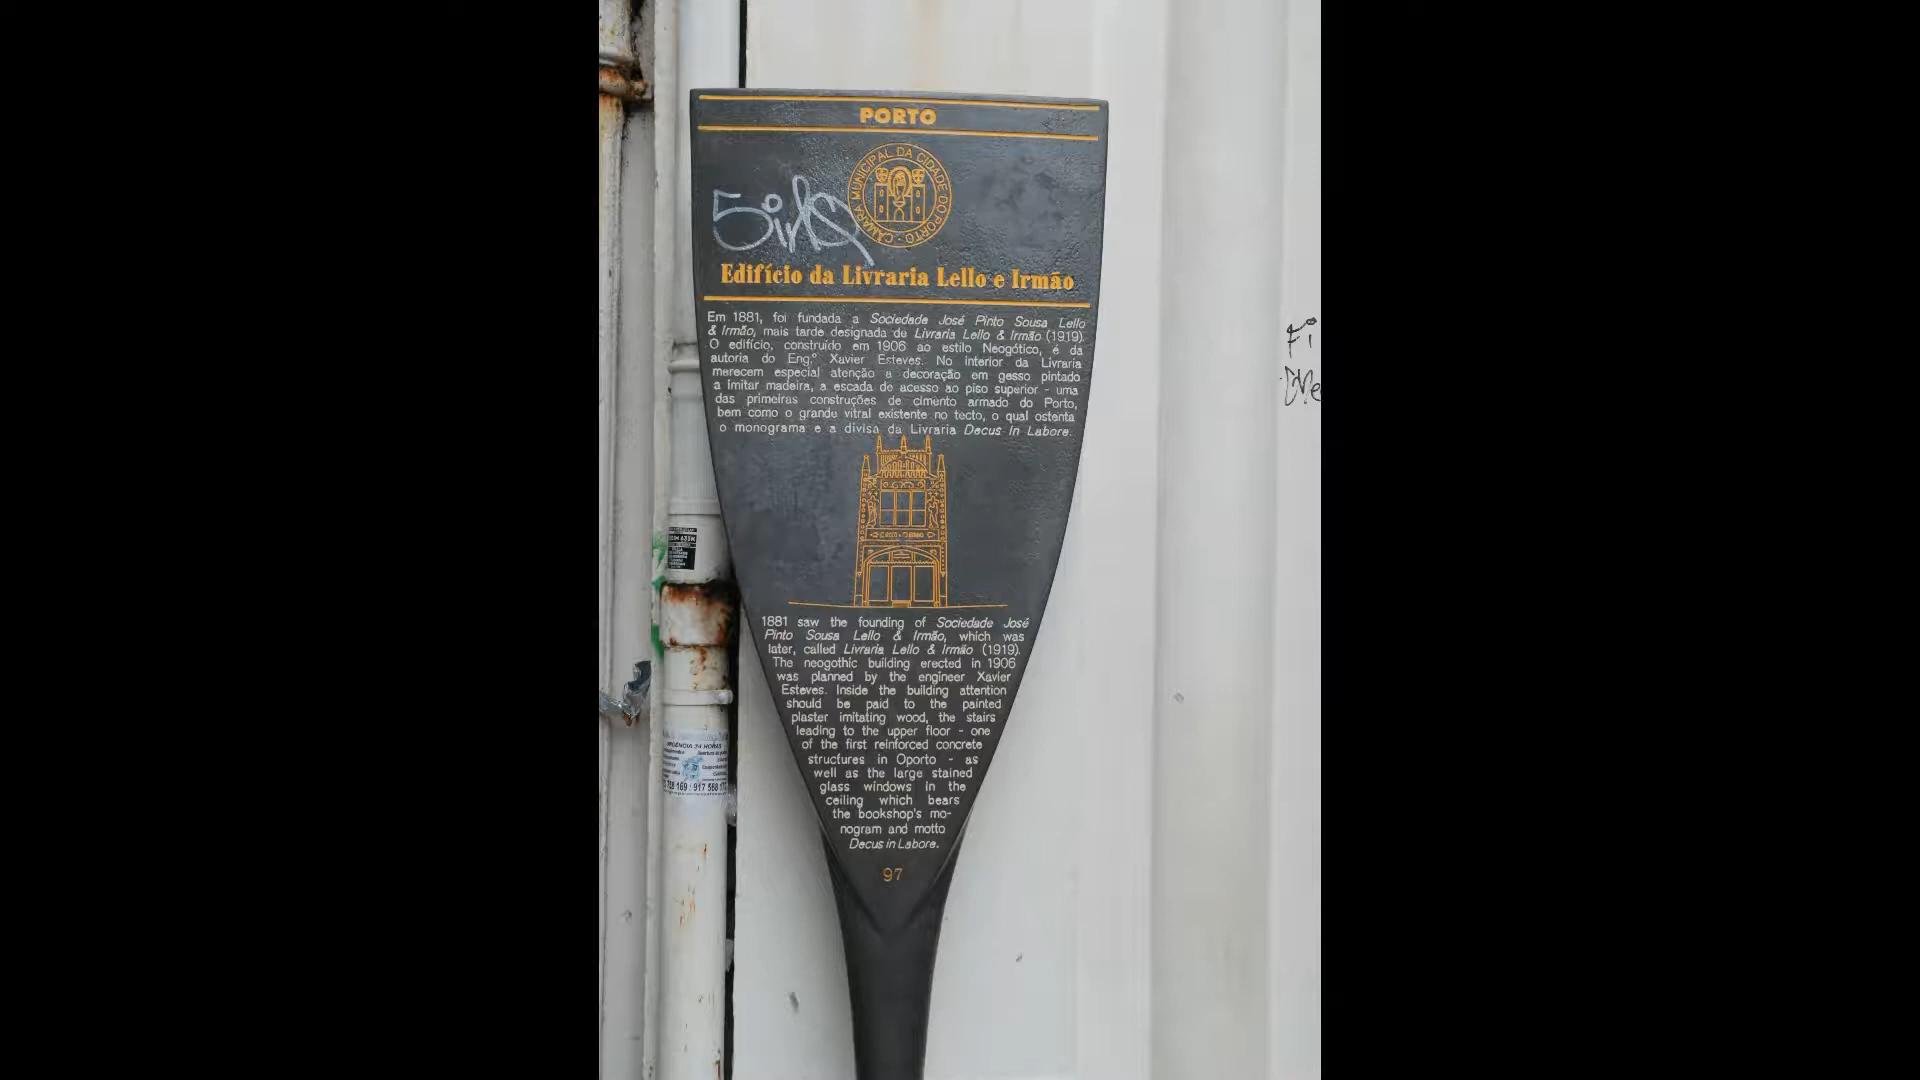 PORTO
CÂMARA MUNICIPAL DA CIDADE DO PORTO
Edifício da Livraria Lello e Irmão
Em 1881, foi fundada a Sociedade José Pinto Sousa Lello
& Irmão, mais tarde designada de Livraria Lello & Irmão (1919).
O edifício, construído em 1906 ao estilo Neogótico, é da
autoria do Eng.º Xavier Esteves. No interior da Livraria
merecem especial atenção a decoração em gesso pintado
a imitar madeira, a escada de acesso ao piso superior - uma
das primeiras construções de cimento armado do Porto,
bem como o grande vitral existente no tecto, o qual ostenta
o monograma e a divisa da Livraria Decus In Labore.
1881 saw the founding of Sociedade José
Pinto Sousa Lello & Irmão, which was
later, called Livraria Lello & Irmão (1919).
The neogothic building erected in 1906
was planned by the engineer Xavier
Esteves. Inside the building attention
should be paid to the painted
plaster imitating wood, the stairs
leading to the upper floor - one
of the first reinforced concrete
structures in Oporto - as
well as the large stained
glass windows in the
ceiling which bears
the bookshop's mo-
nogram and motto
Decus in Labore.
97
URGÊNCIA 24 HORAS